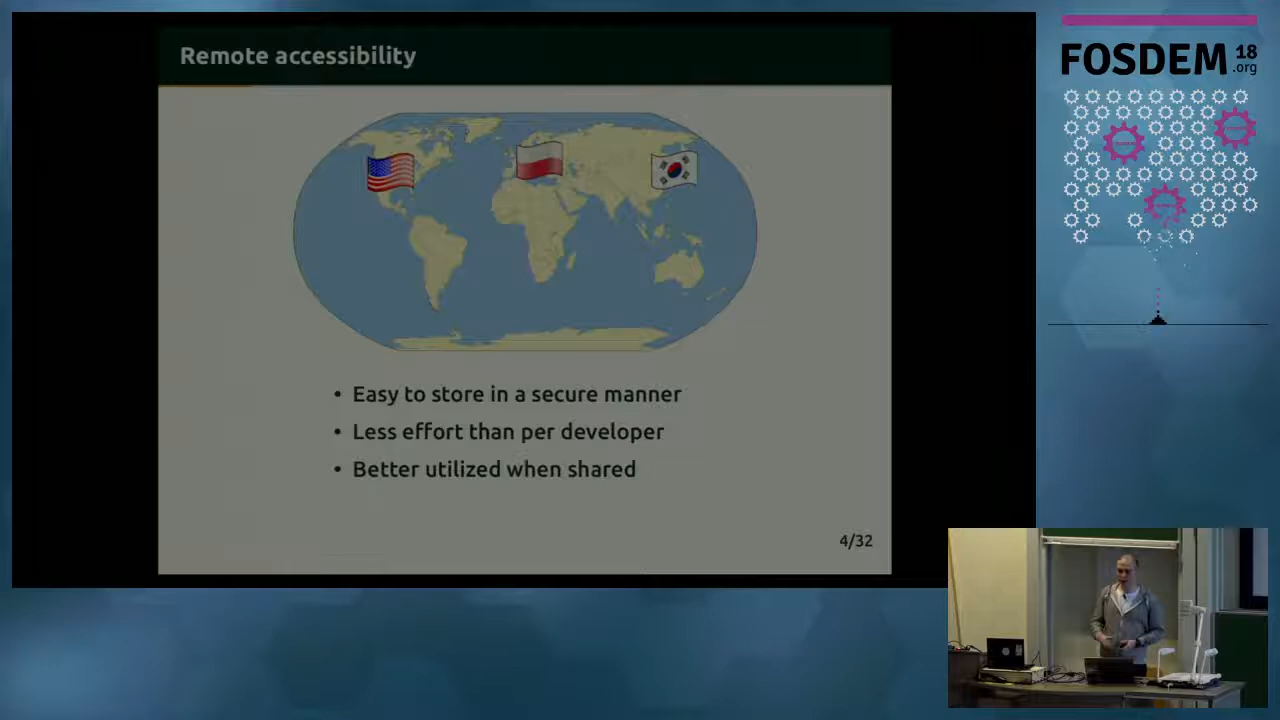 Remote accessibility
• Easy to store in a secure manner
• Less effort than per developer
• Better utilized when shared
4/32
FOSDEM 18
.org